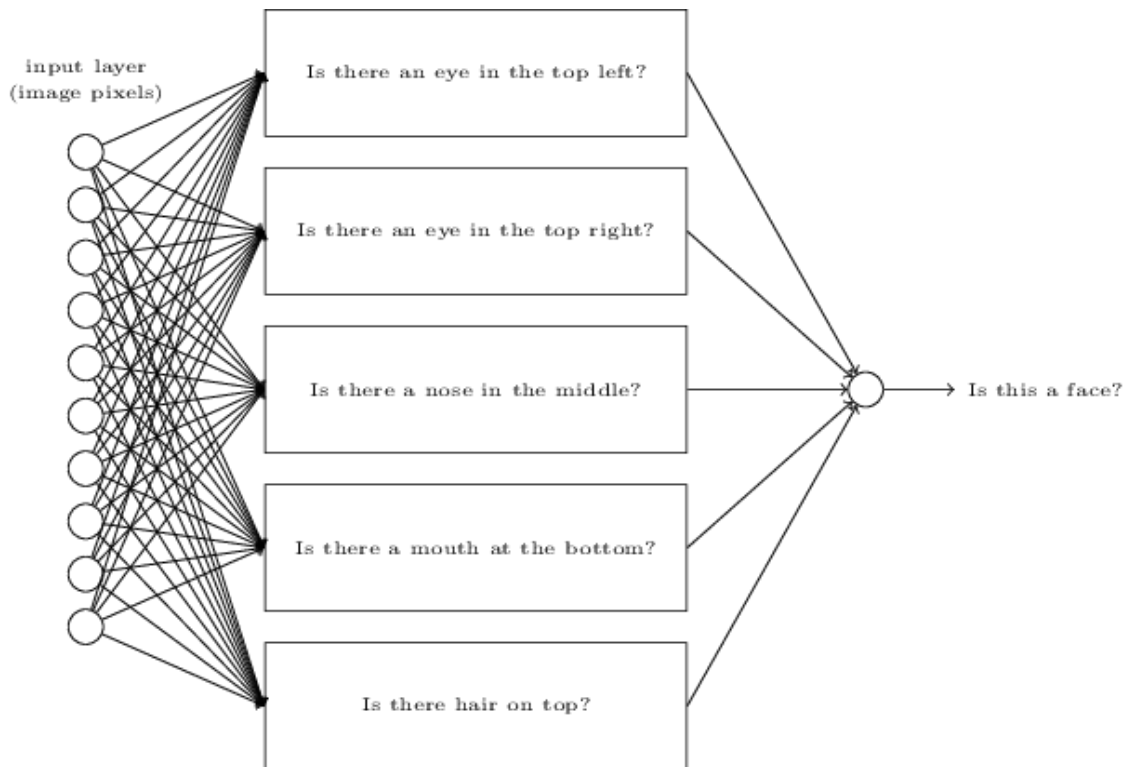 input layer
(image pixels)
Is there an eye in the top left?
Is there an eye in the top right?
Is there a nose in the middle?
Is this a face?
Is there a mouth at the bottom?
Is there hair on top?